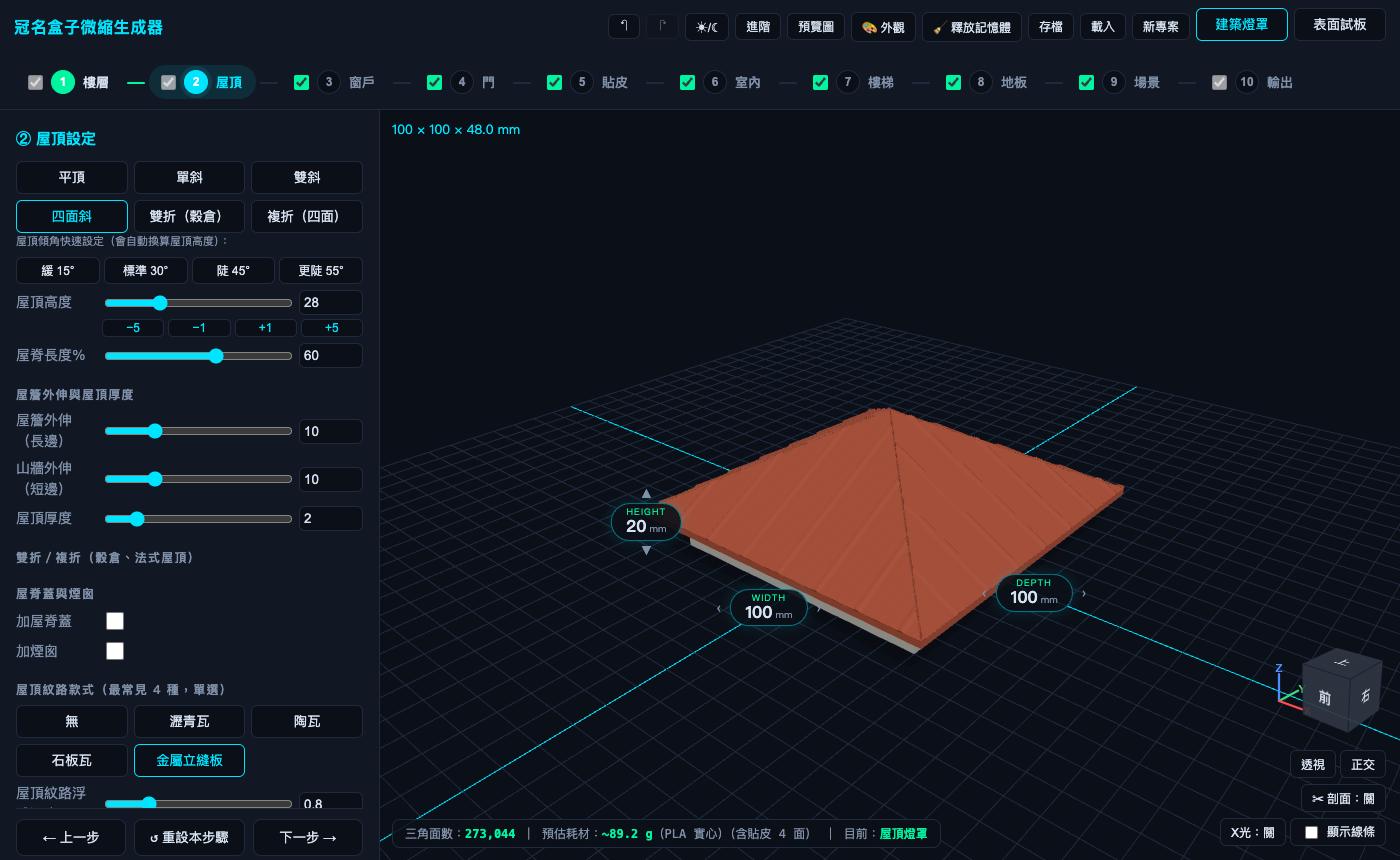 冠名盒子微縮生成器
☀/☾ 進階 預覽圖 🎨 外觀 🧹 釋放記憶體 存檔 載入 新專案 建築燈罩 表面試板
1 樓層 2 屋頂 3 窗戶 4 門 5 貼皮 6 室內 7 樓梯 8 地板 9 場景 10 輸出
② 屋頂設定
平頂 單斜 雙斜
四面斜 雙折（穀倉） 複折（四面）
屋頂傾角快速設定（會自動換算屋頂高度）：
緩 15° 標準 30° 陡 45° 更陡 55°
屋頂高度 28
−5 −1 +1 +5
屋脊長度% 60
屋簷外伸與屋頂厚度
屋簷外伸（長邊） 10
山牆外伸（短邊） 10
屋頂厚度 2
雙折 / 複折（穀倉、法式屋頂）
屋脊蓋與煙囪
加屋脊蓋
加煙囪
屋頂紋路款式（最常見 4 種，單選）
無 瀝青瓦 陶瓦
石板瓦 金屬立縫板
屋頂紋路浮 0.8
← 上一步 ↺ 重設本步驟 下一步 →
100 × 100 × 48.0 mm
HEIGHT
20 mm
WIDTH
100 mm
DEPTH
100 mm
Z
上
前
右
透視 正交
✂ 剖面：關
X光：關 顯示線條
三角面數：273,044 | 預估耗材：~89.2 g (PLA 實心) (含貼皮 4 面) | 目前：屋頂燈罩